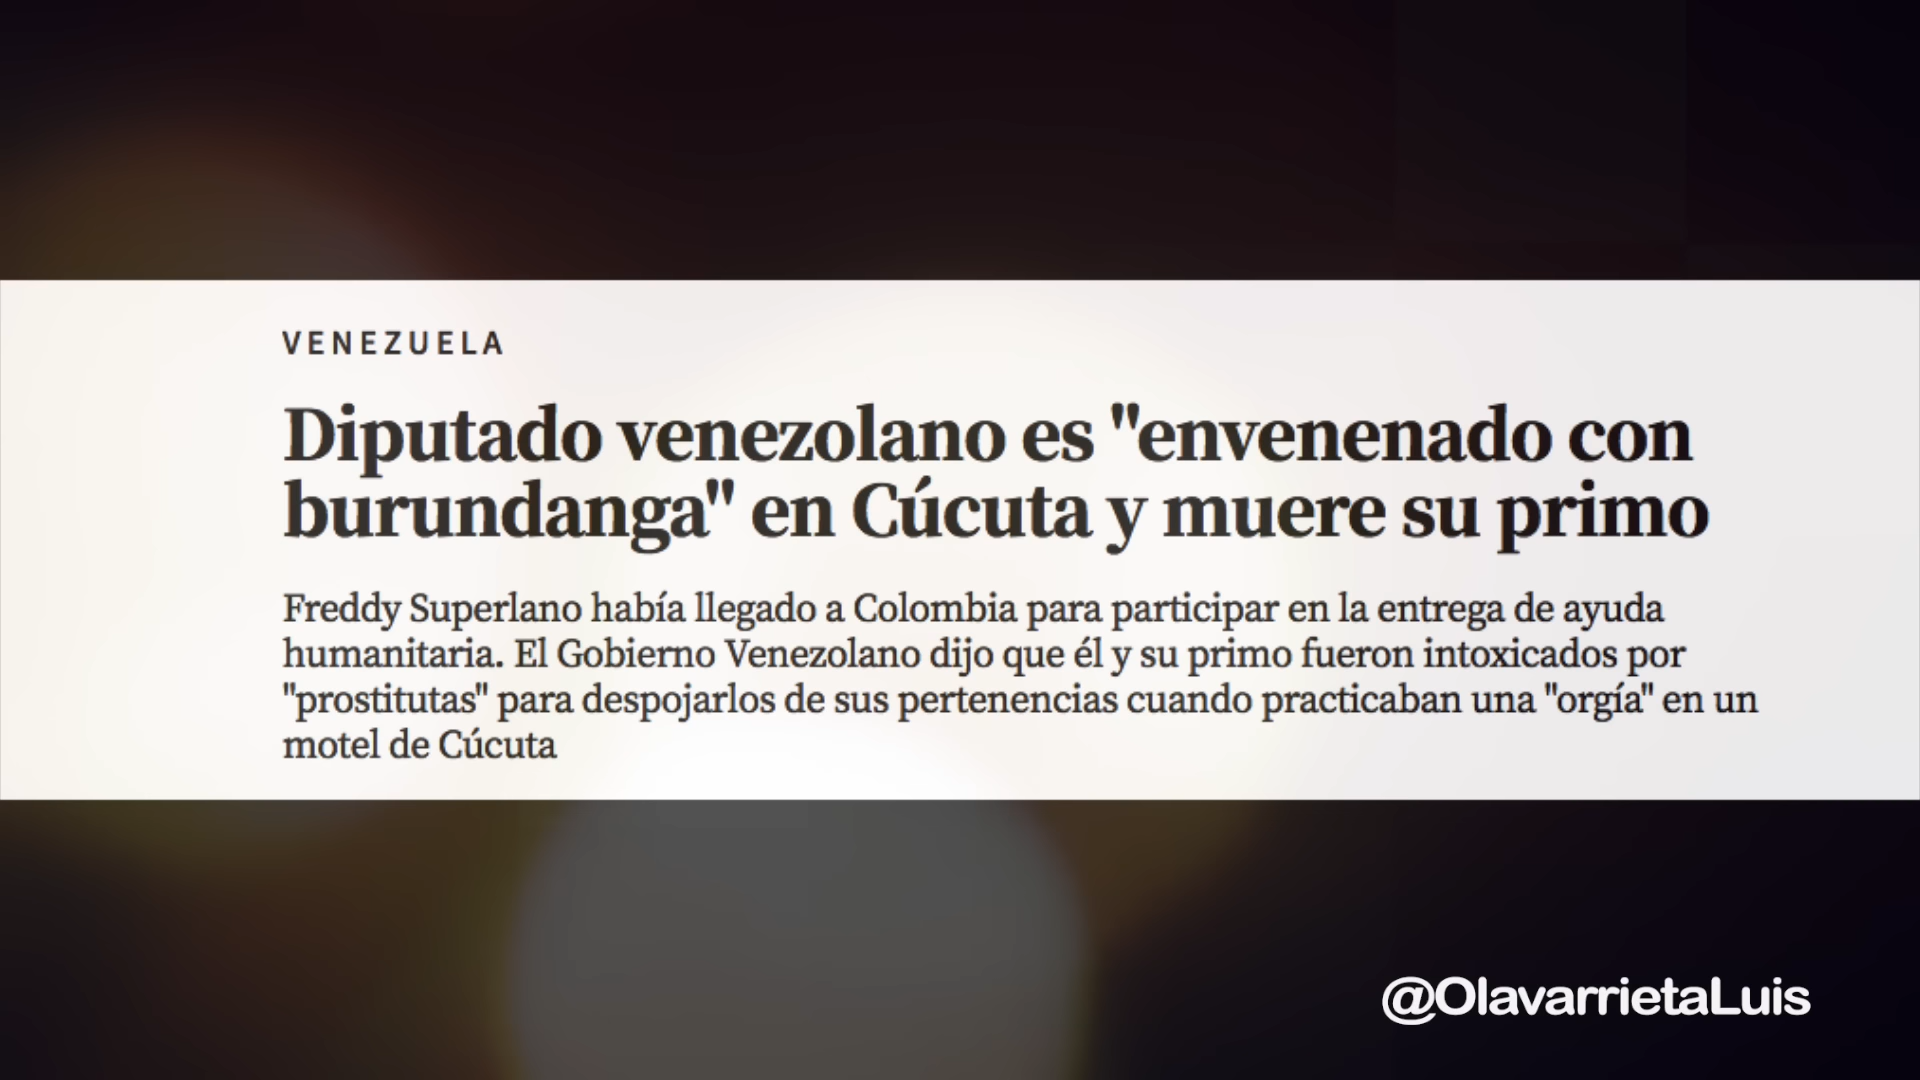 VENEZUELA
Diputado venezolano es "envenenado con
burundanga" en Cúcuta y muere su primo
Freddy Superlano había llegado a Colombia para participar en la entrega de ayuda
humanitaria. El Gobierno Venezolano dijo que él y su primo fueron intoxicados por
"prostitutas" para despojarlos de sus pertenencias cuando practicaban una "orgía" en un
motel de Cúcuta
@OlavarrietaLuis